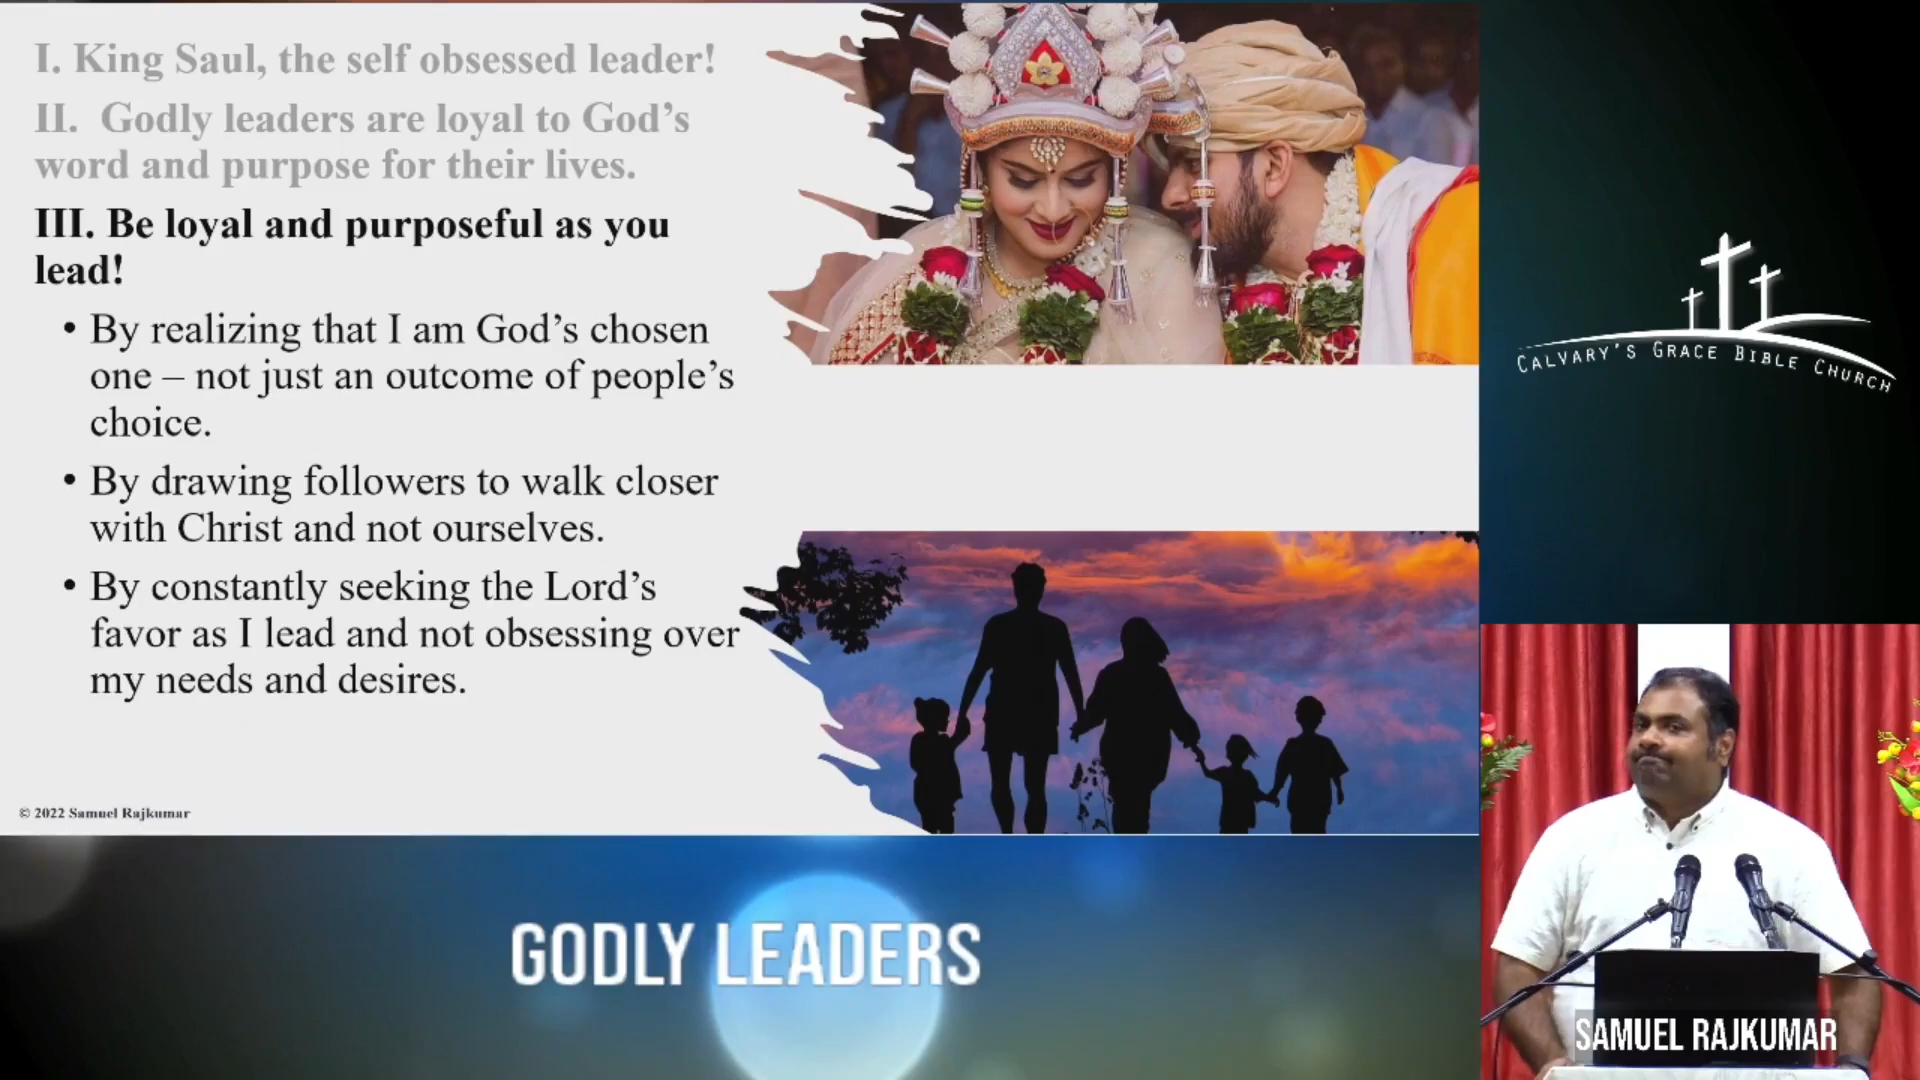 I. King Saul, the self obsessed leader!
II. Godly leaders are loyal to God's
word and purpose for their lives.
III. Be loyal and purposeful as you
lead!
• By realizing that I am God's chosen
one – not just an outcome of people's
choice.
• By drawing followers to walk closer
with Christ and not ourselves.
• By constantly seeking the Lord's
favor as I lead and not obsessing over
my needs and desires.
© 2022 Samuel Rajkumar
CALVARY'S GRACE BIBLE CHURCH
GODLY LEADERS
SAMUEL RAJKUMAR